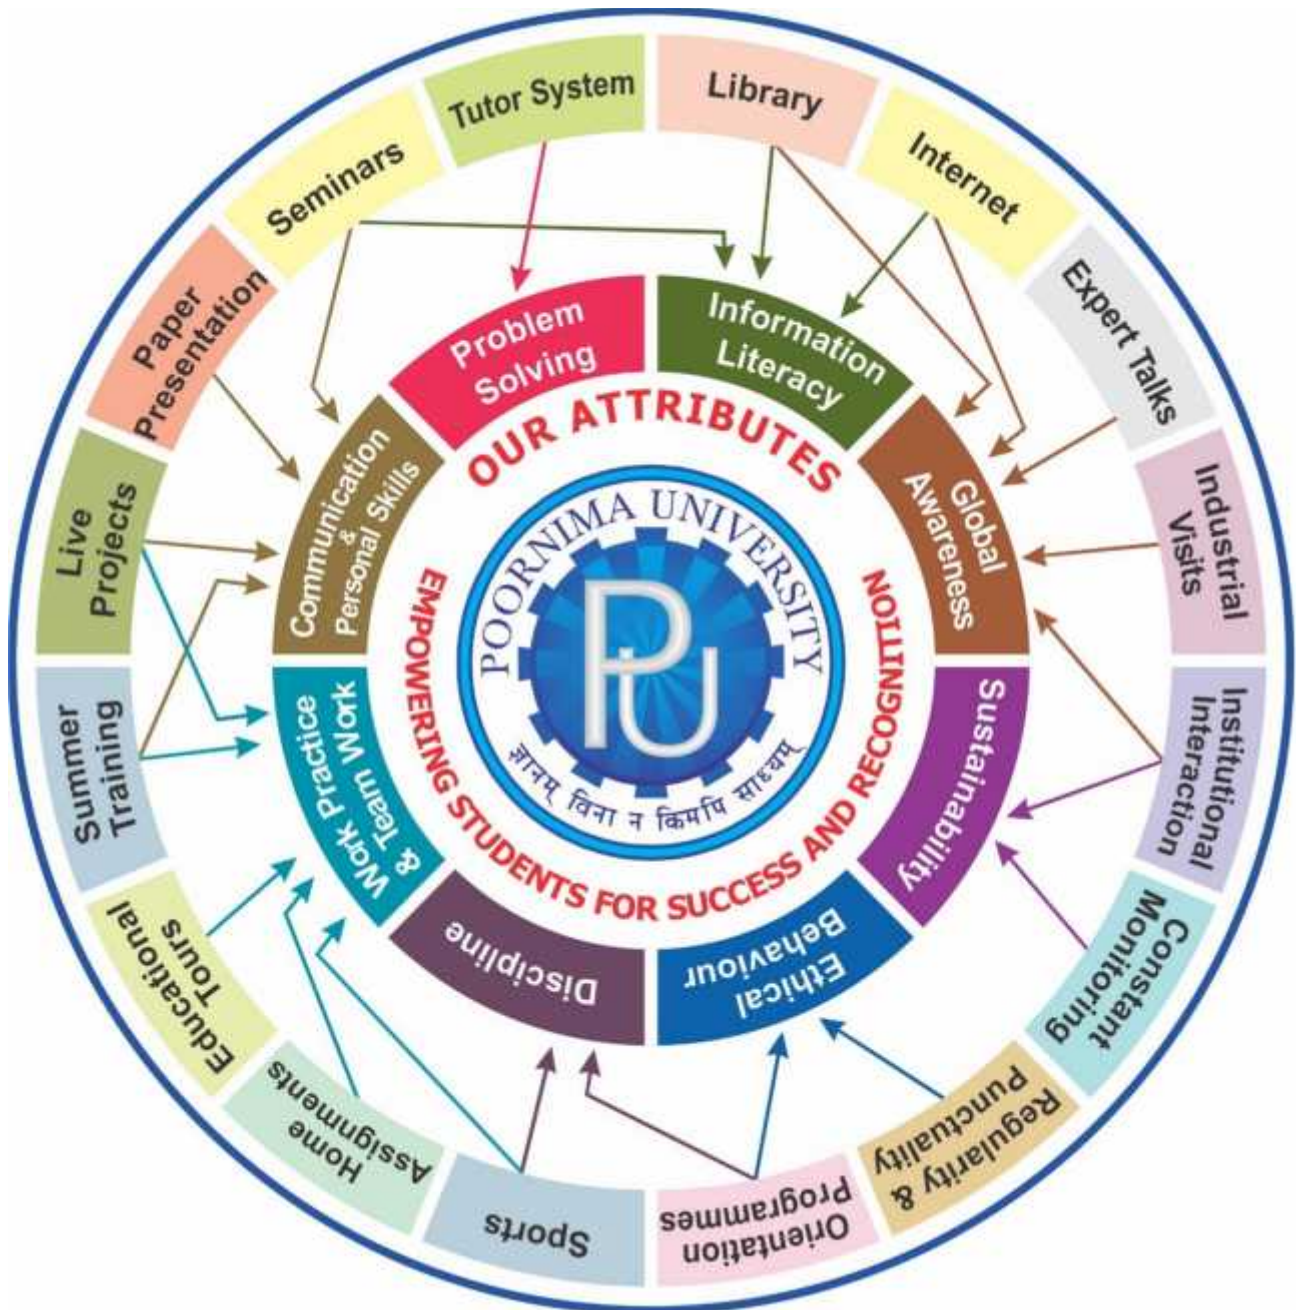 Tutor System
Library
Internet
Expert Talks
Industrial
Visits
Institutional
Interaction
Constant
Monitoring
Regularity &
Punctuality
Orientation
Programmes
Sports
Home
Assignments
Educational
Tours
Summer
Training
Live
Projects
Paper
Presentation
Seminars
Problem
Solving
Information
Literacy
Global
Awareness
Sustainability
Ethical
Behaviour
Discipline
Work Practice
& Team Work
Communication
&
Personal Skills
OUR ATTRIBUTES
EMPOWERING STUDENTS FOR SUCCESS AND RECOGNITION
POORNIMA UNIVERSITY
PU
ज्ञानम् विना न किमपि साध्यम्